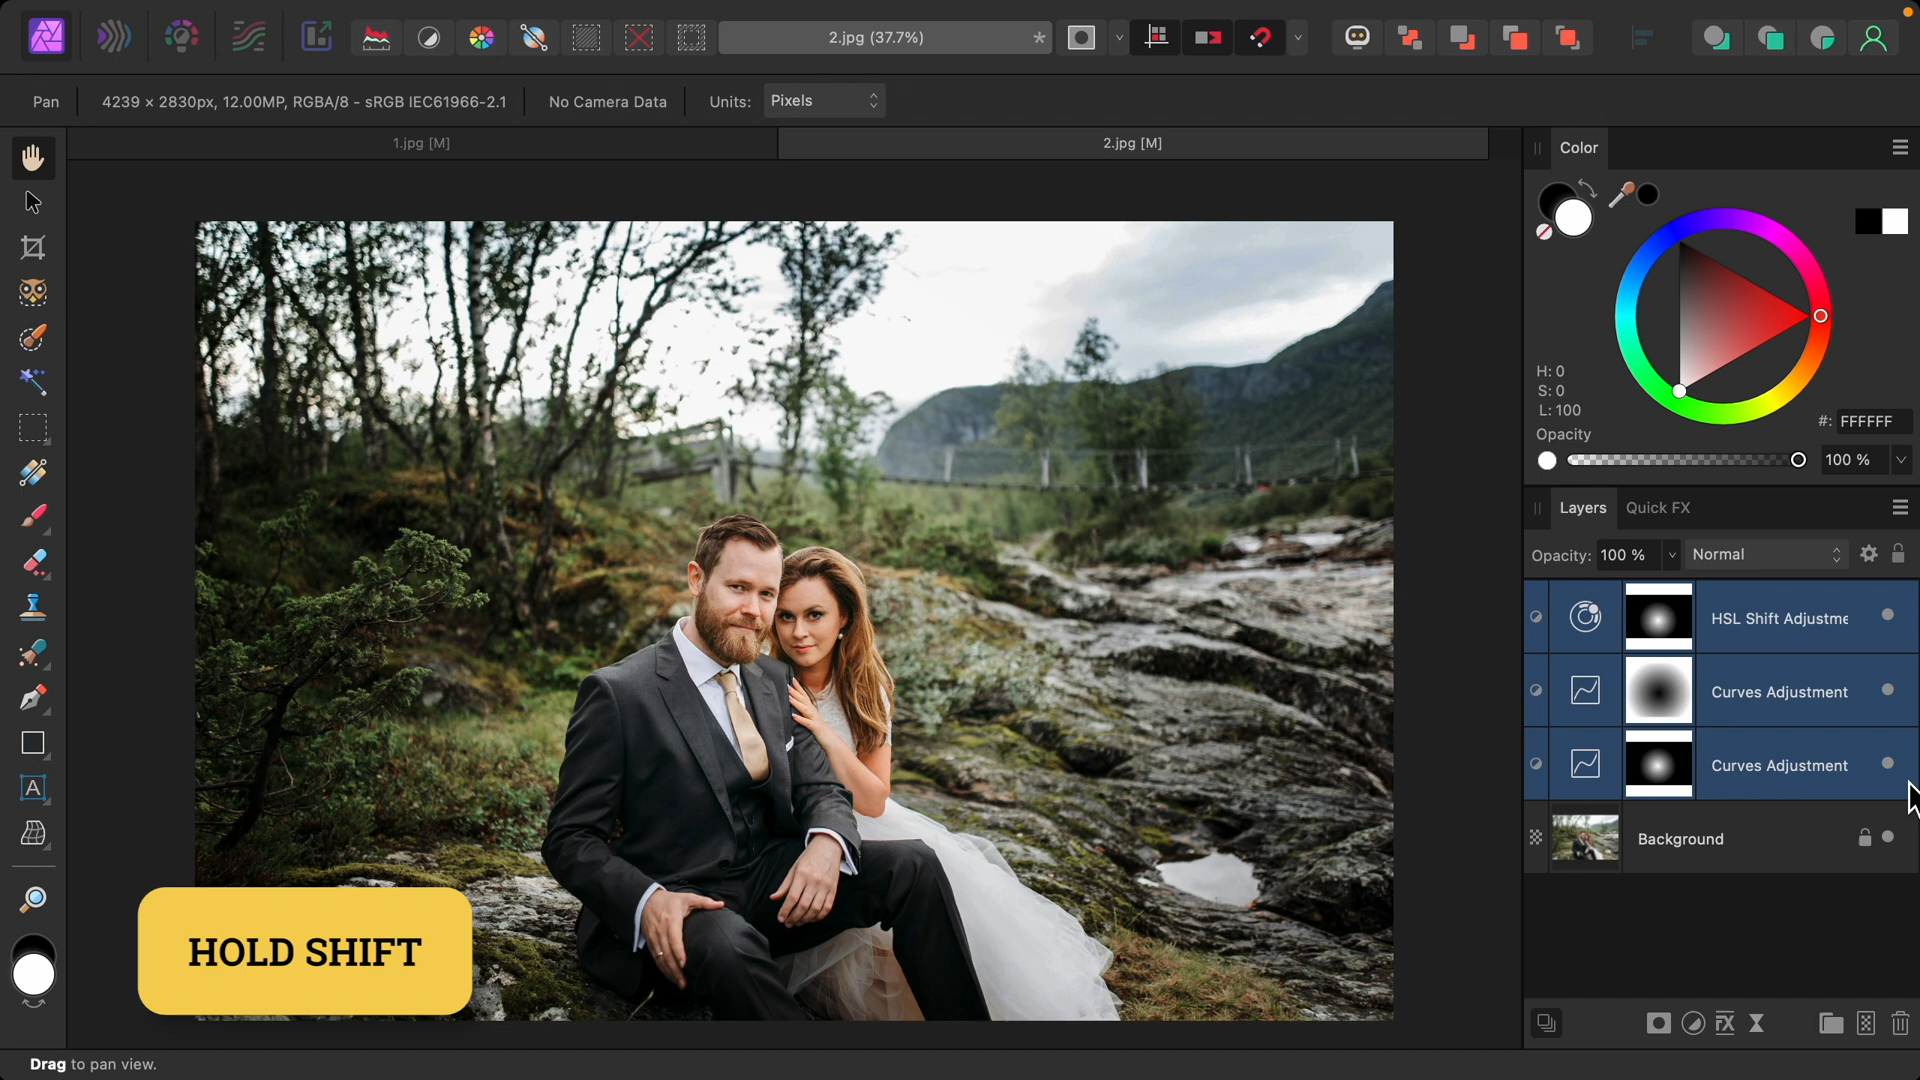 2.jpg (37.7%)
*
Pan
4239 × 2830px, 12.00MP, RGBA/8 - sRGB IEC61966-2.1
No Camera Data
Units:
Pixels
1.jpg [M]
2.jpg [M]
Color
H: 0
S: 0
L: 100
#: FFFFFF
Opacity
100 %
Layers
Quick FX
Opacity: 100 %
Normal
HSL Shift Adjustme
Curves Adjustment
Curves Adjustment
Background
HOLD SHIFT
A
FX
Drag to pan view.